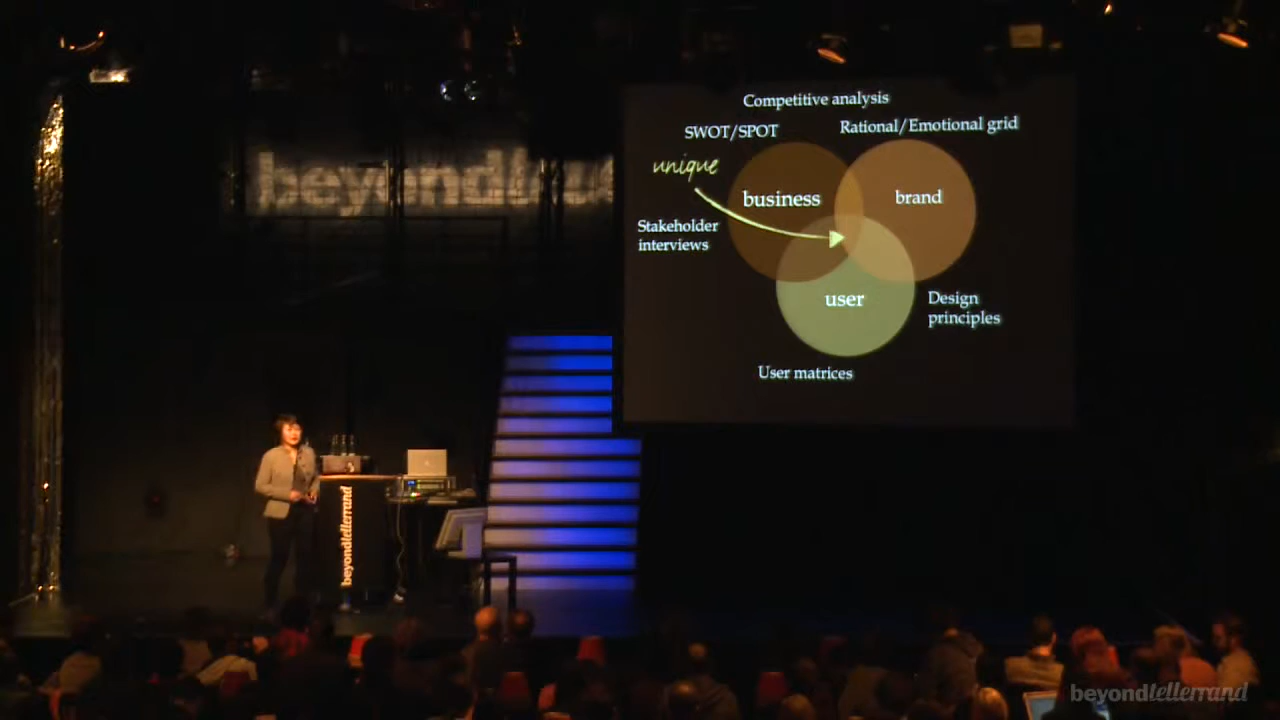 Competitive analysis
SWOT/SPOT
Rational/Emotional grid
unique
business
brand
Stakeholder
interviews
user
Design
principles
User matrices
beyondtellerrand
beyondtellerrand